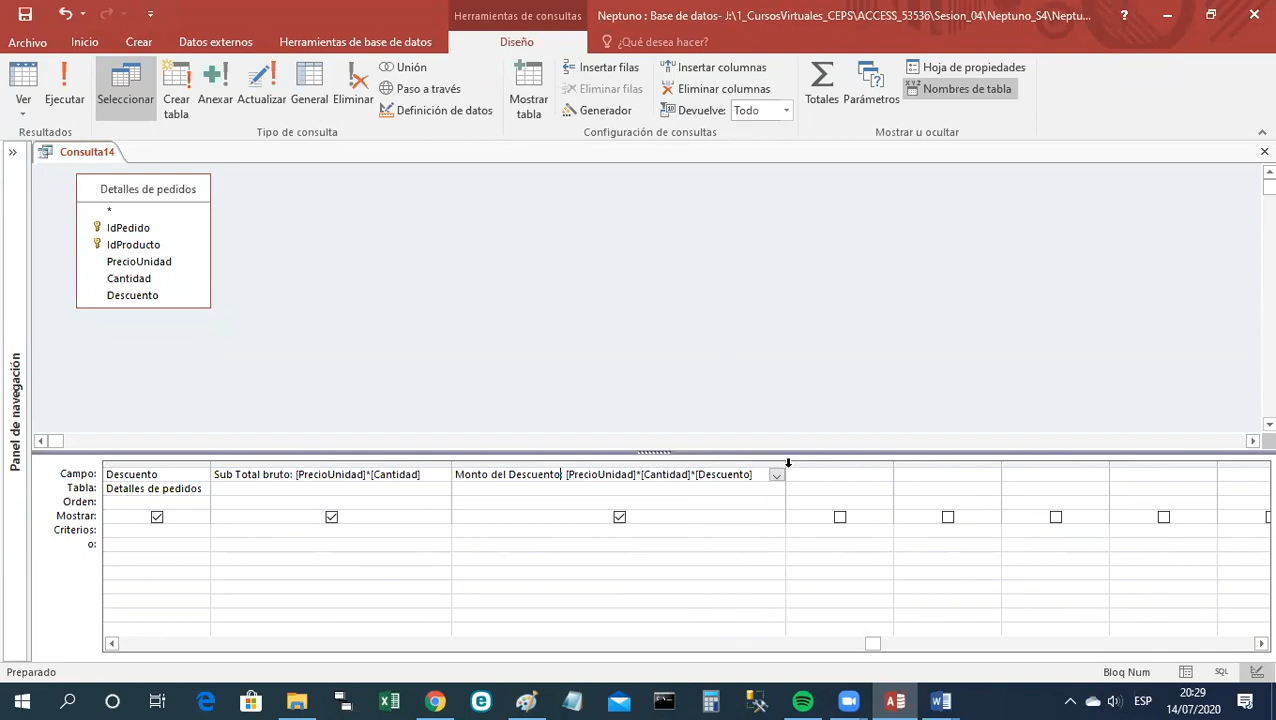 Herramientas de consultas
Neptuno : Base de datos- J:\1_CursosVirtuales_CEPS\ACCESS_53536\Sesion_04\Neptuno_S4\Neptu...
?
Archivo
Inicio
Crear
Datos externos
Herramientas de base de datos
Diseño
¿Qué desea hacer?
Ver
Ejecutar
Resultados
Seleccionar
Crear
tabla
Anexar
Actualizar
General
Eliminar
Unión
Paso a través
Definición de datos
Tipo de consulta
Mostrar
tabla
Insertar filas
Eliminar filas
Generador
Insertar columnas
Eliminar columnas
Devuelve: Todo
Configuración de consultas
Totales
Parámetros
Hoja de propiedades
Nombres de tabla
Mostrar u ocultar
Consulta14
Panel de navegación
Detalles de pedidos
*
IdPedido
IdProducto
PrecioUnidad
Cantidad
Descuento
Campo: Descuento Sub Total bruto: [PrecioUnidad]*[Cantidad] Monto del Descuento: [PrecioUnidad]*[Cantidad]*[Descuento]
Tabla: Detalles de pedidos
Orden:
Mostrar:
Criterios:
o:
Preparado
Bloq Num
SQL
ESP
20:29
14/07/2020